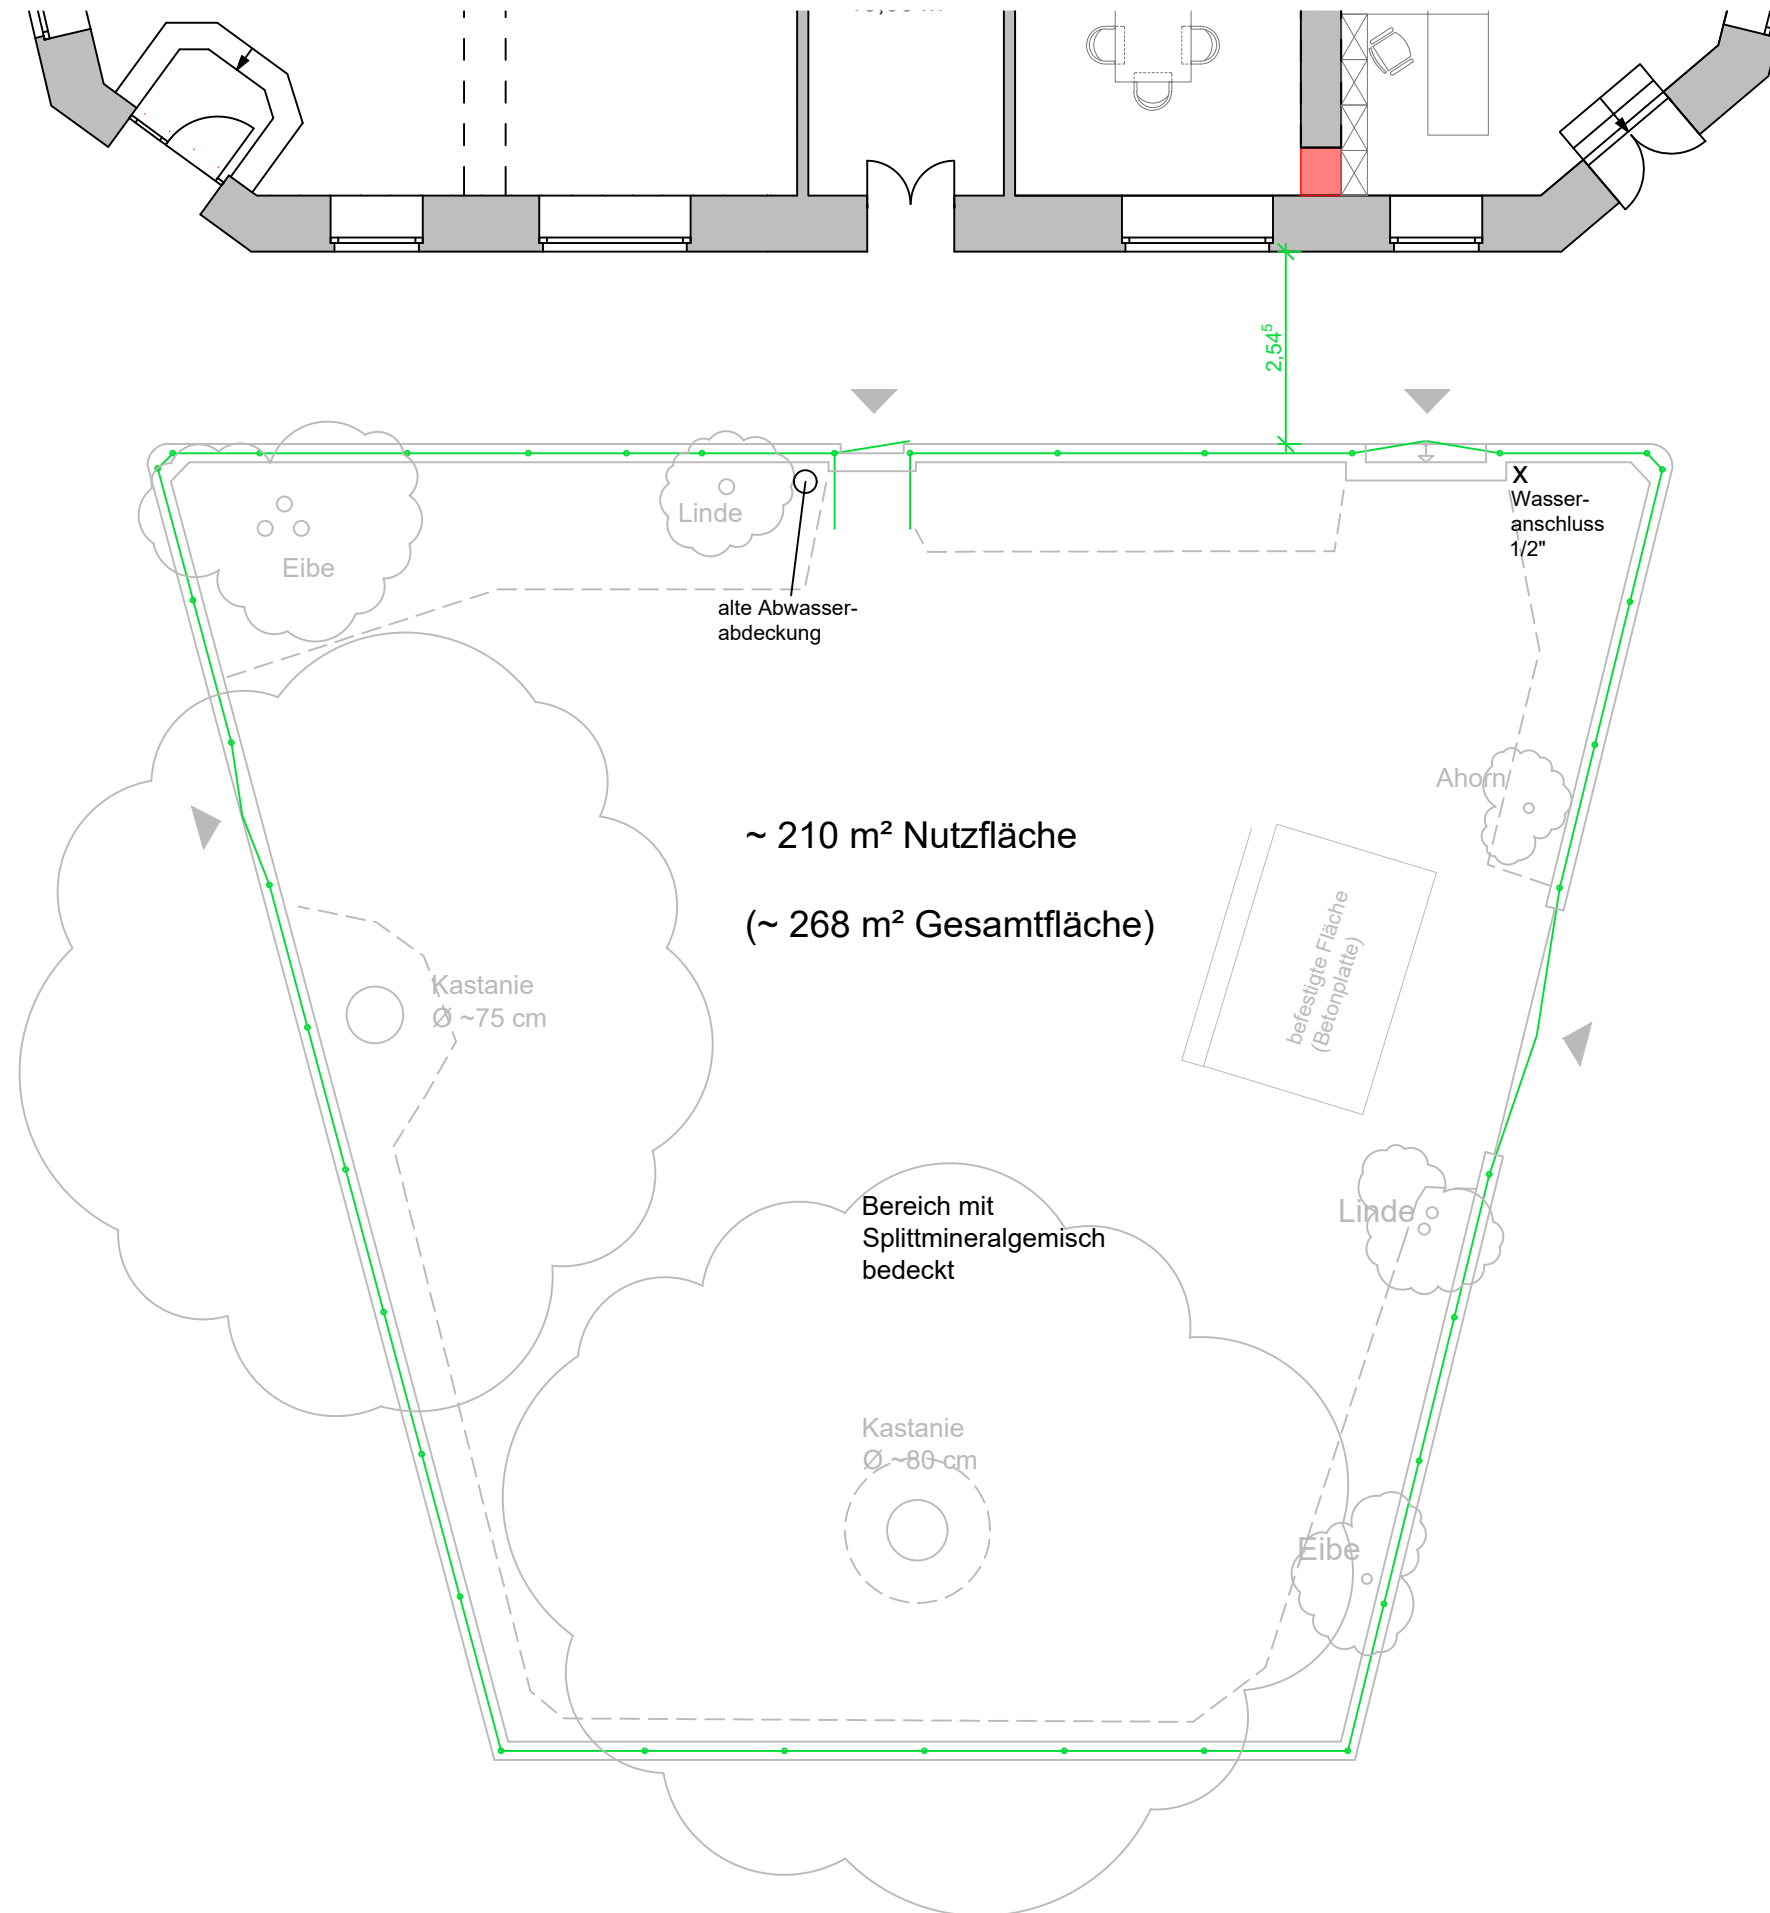 2,54⁵
Linde
Eibe
X
Wasser-
anschluss
1/2"
alte Abwasser-
abdeckung
Ahorn
~ 210 m² Nutzfläche
(~ 268 m² Gesamtfläche)
befestigte Fläche
(Betonplatte)
Kastanie
Ø ~75 cm
Bereich mit
Splittmineralgemisch
bedeckt
Linde
Kastanie
Ø ~80 cm
Eibe